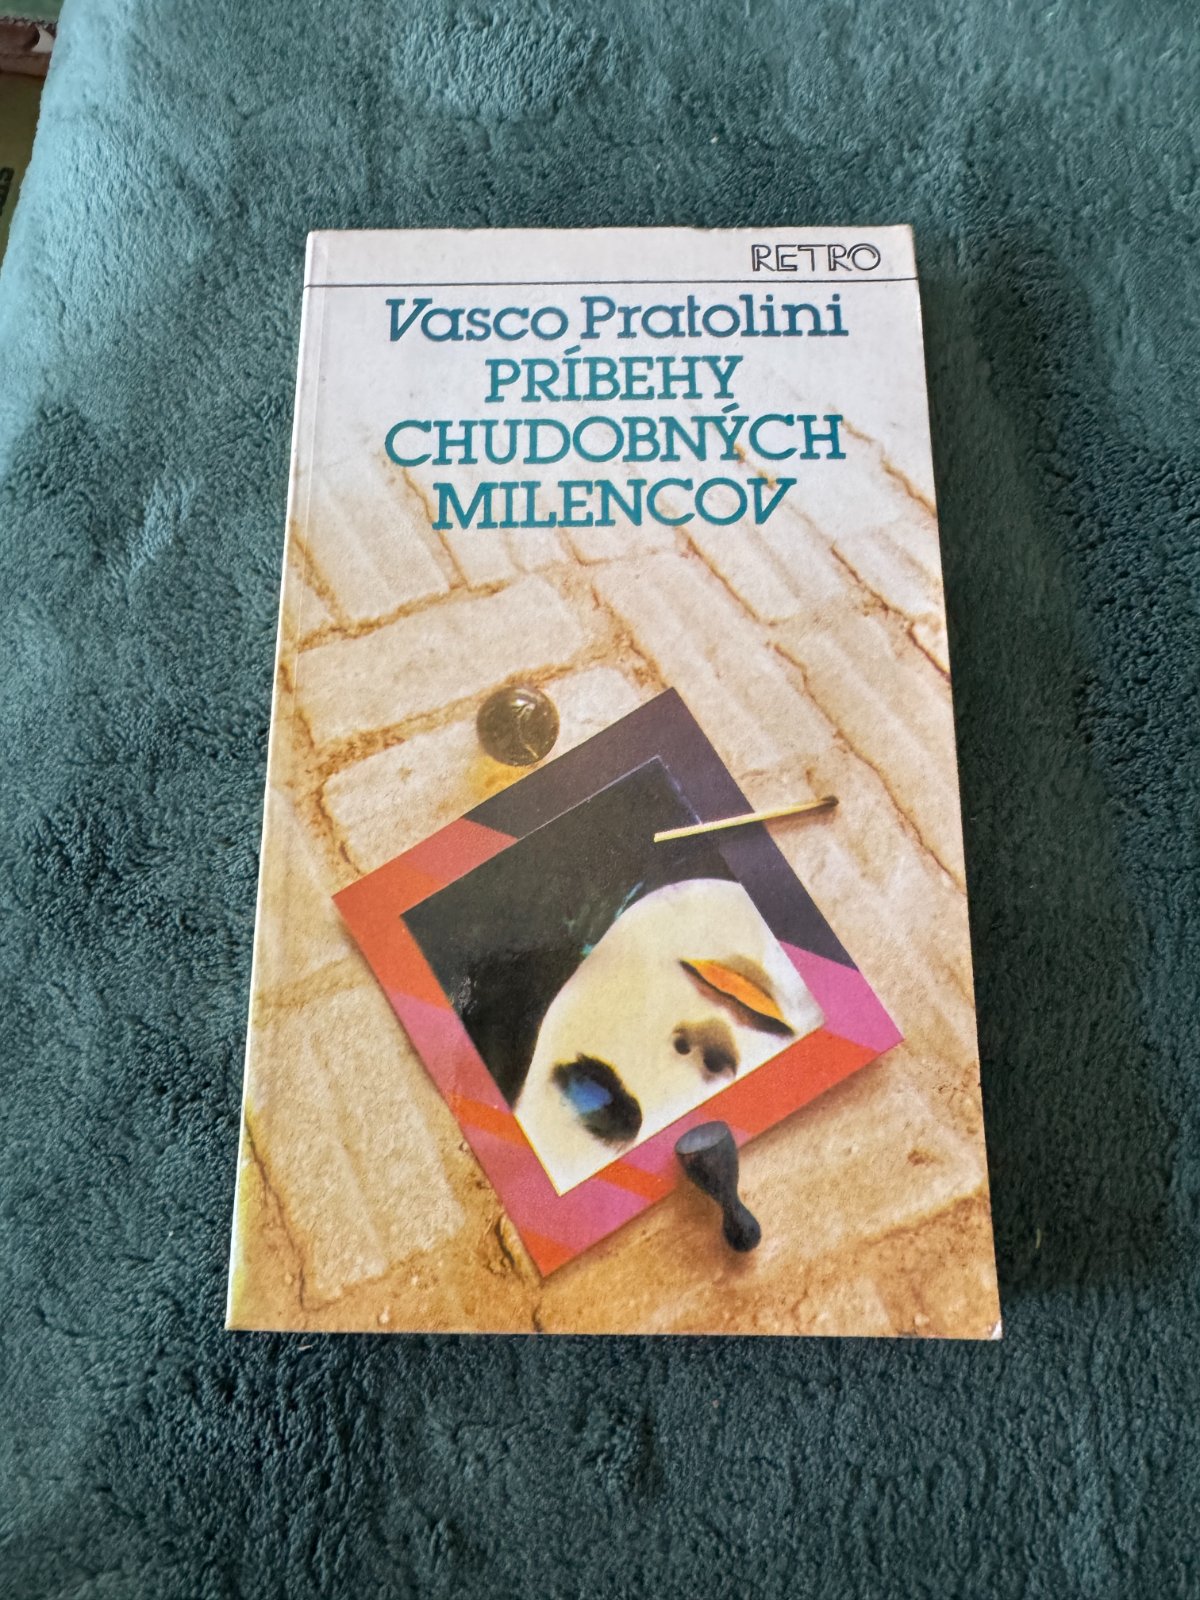 RETRO
Vasco Pratolini
PRÍBEHY
CHUDOBNÝCH
MILENCOV